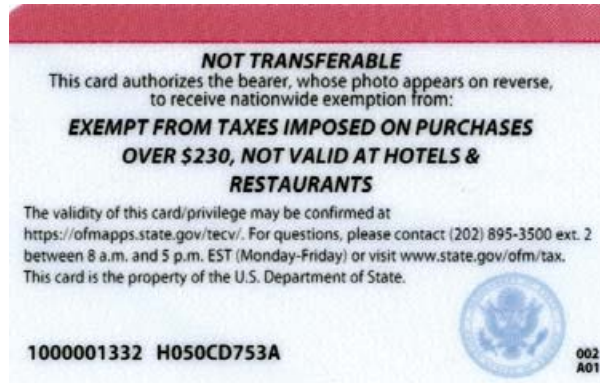 NOT TRANSFERABLE
This card authorizes the bearer, whose photo appears on reverse,
to receive nationwide exemption from:
EXEMPT FROM TAXES IMPOSED ON PURCHASES
OVER $230, NOT VALID AT HOTELS &
RESTAURANTS
The validity of this card/privilege may be confirmed at
https://ofmapps.state.gov/tecv/. For questions, please contact (202) 895-3500 ext. 2
between 8 a.m. and 5 p.m. EST (Monday-Friday) or visit www.state.gov/ofm/tax.
This card is the property of the U.S. Department of State.
1000001332 H050CD753A
002
A01